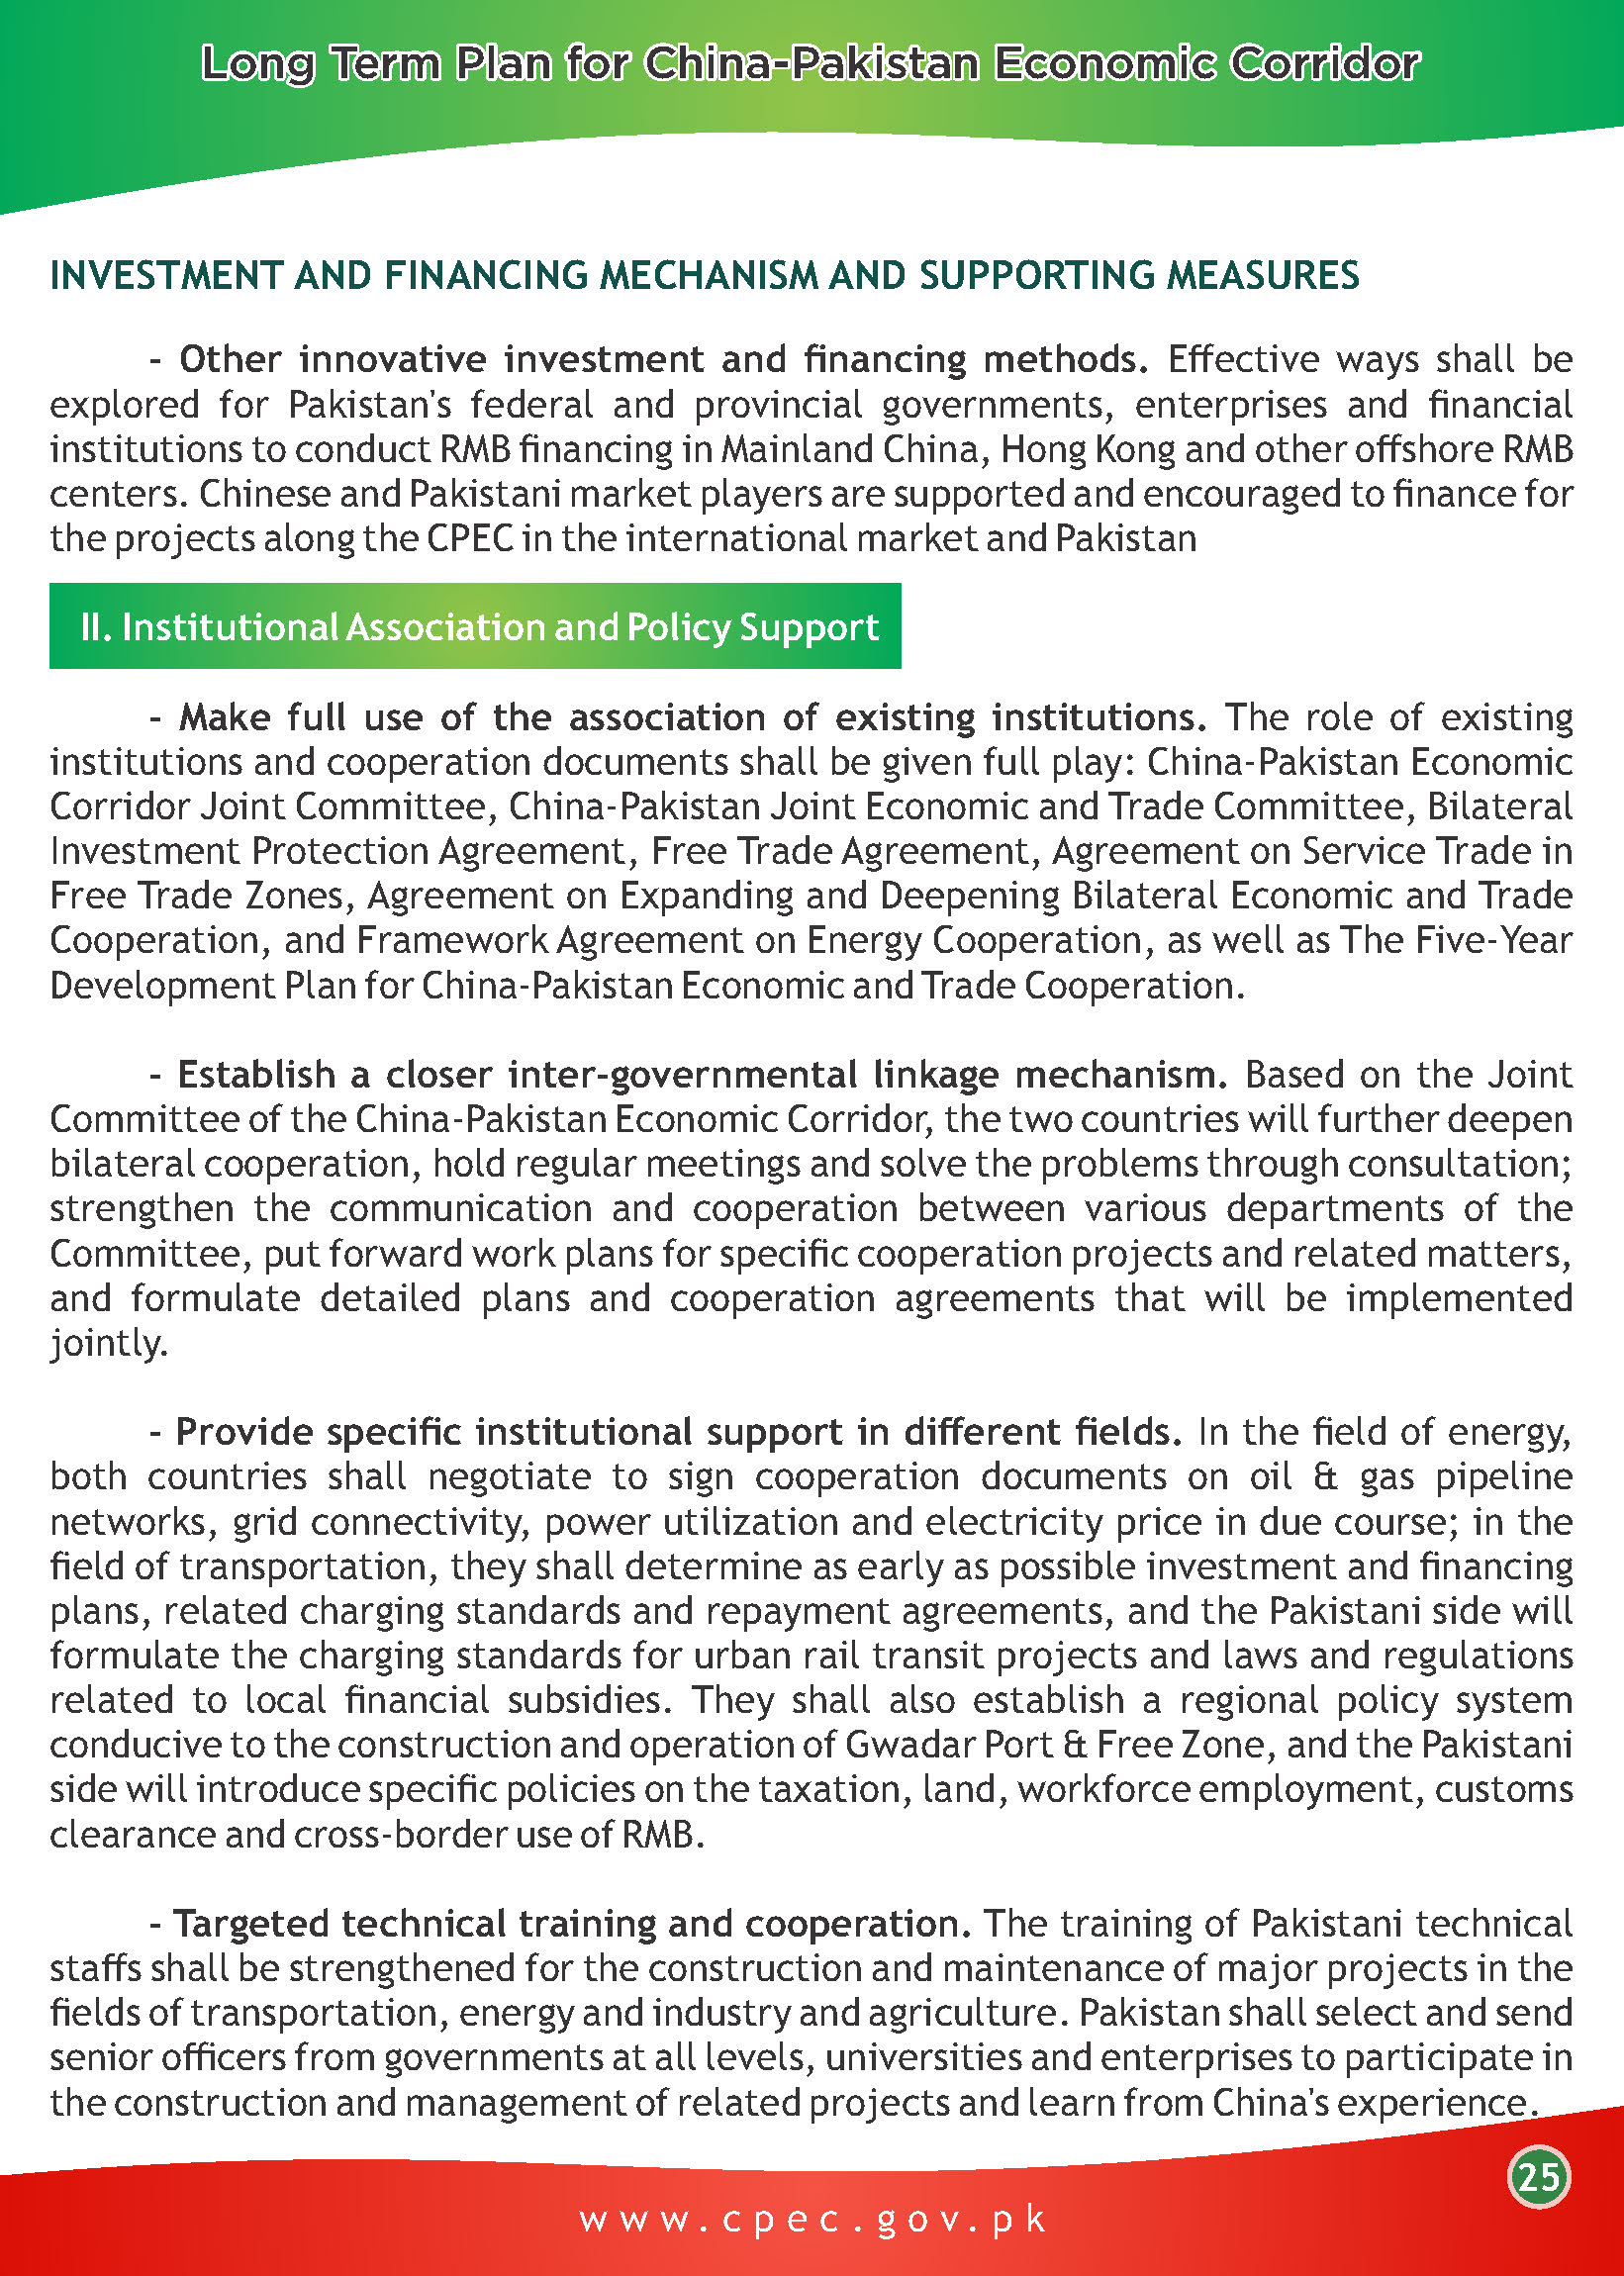 Long Term Plan for China-Pakistan Economic Corridor
INVESTMENT AND FINANCING MECHANISM AND SUPPORTING MEASURES
- Other innovative investment and financing methods. Effective ways shall be
explored for Pakistan's federal and provincial governments, enterprises and financial
institutions to conduct RMB financing in Mainland China, Hong Kong and other offshore RMB
centers. Chinese and Pakistani market players are supported and encouraged to finance for
the projects along the CPEC in the international market and Pakistan
II. Institutional Association and Policy Support
- Make full use of the association of existing institutions. The role of existing
institutions and cooperation documents shall be given full play: China-Pakistan Economic
Corridor Joint Committee, China-Pakistan Joint Economic and Trade Committee, Bilateral
Investment Protection Agreement, Free Trade Agreement, Agreement on Service Trade in
Free Trade Zones, Agreement on Expanding and Deepening Bilateral Economic and Trade
Cooperation, and Framework Agreement on Energy Cooperation, as well as The Five-Year
Development Plan for China-Pakistan Economic and Trade Cooperation.
- Establish a closer inter-governmental linkage mechanism. Based on the Joint
Committee of the China-Pakistan Economic Corridor, the two countries will further deepen
bilateral cooperation, hold regular meetings and solve the problems through consultation;
strengthen the communication and cooperation between various departments of the
Committee, put forward work plans for specific cooperation projects and related matters,
and formulate detailed plans and cooperation agreements that will be implemented
jointly.
- Provide specific institutional support in different fields. In the field of energy,
both countries shall negotiate to sign cooperation documents on oil & gas pipeline
networks, grid connectivity, power utilization and electricity price in due course; in the
field of transportation, they shall determine as early as possible investment and financing
plans, related charging standards and repayment agreements, and the Pakistani side will
formulate the charging standards for urban rail transit projects and laws and regulations
related to local financial subsidies. They shall also establish a regional policy system
conducive to the construction and operation of Gwadar Port & Free Zone, and the Pakistani
side will introduce specific policies on the taxation, land, workforce employment, customs
clearance and cross-border use of RMB.
- Targeted technical training and cooperation. The training of Pakistani technical
staffs shall be strengthened for the construction and maintenance of major projects in the
fields of transportation, energy and industry and agriculture. Pakistan shall select and send
senior officers from governments at all levels, universities and enterprises to participate in
the construction and management of related projects and learn from China's experience.
25
www.cpec.gov.pk